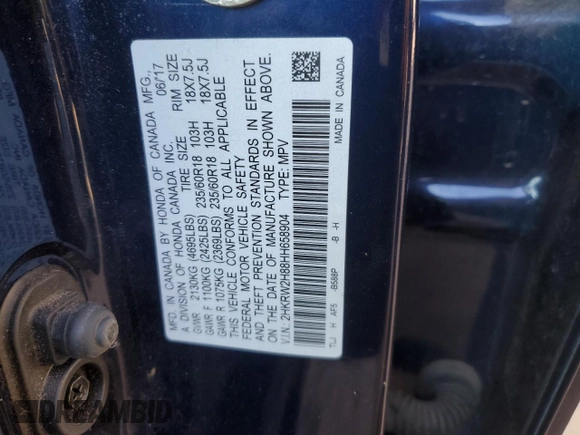 MFD. IN CANADA BY HONDA OF CANADA MFG.,
A DIVISION OF HONDA CANADA INC. 06/17
TIRE SIZE RIM SIZE
GVWR 2130KG (4695LBS)
GAWR F 1100KG (2425LBS) 235/60R18 103H 18X7.5J
GAWR R 1075KG (2369LBS) 235/60R18 103H 18X7.5J
THIS VEHICLE CONFORMS TO ALL APPLICABLE
FEDERAL MOTOR VEHICLE SAFETY
AND THEFT PREVENTION STANDARDS IN EFFECT
ON THE DATE OF MANUFACTURE SHOWN ABOVE.
V.I.N.: 2HKRW2H88HH658904 TYPE: MPV
TLJ H AF5 -B588P -B -H MADE IN CANADA
DREAMBID